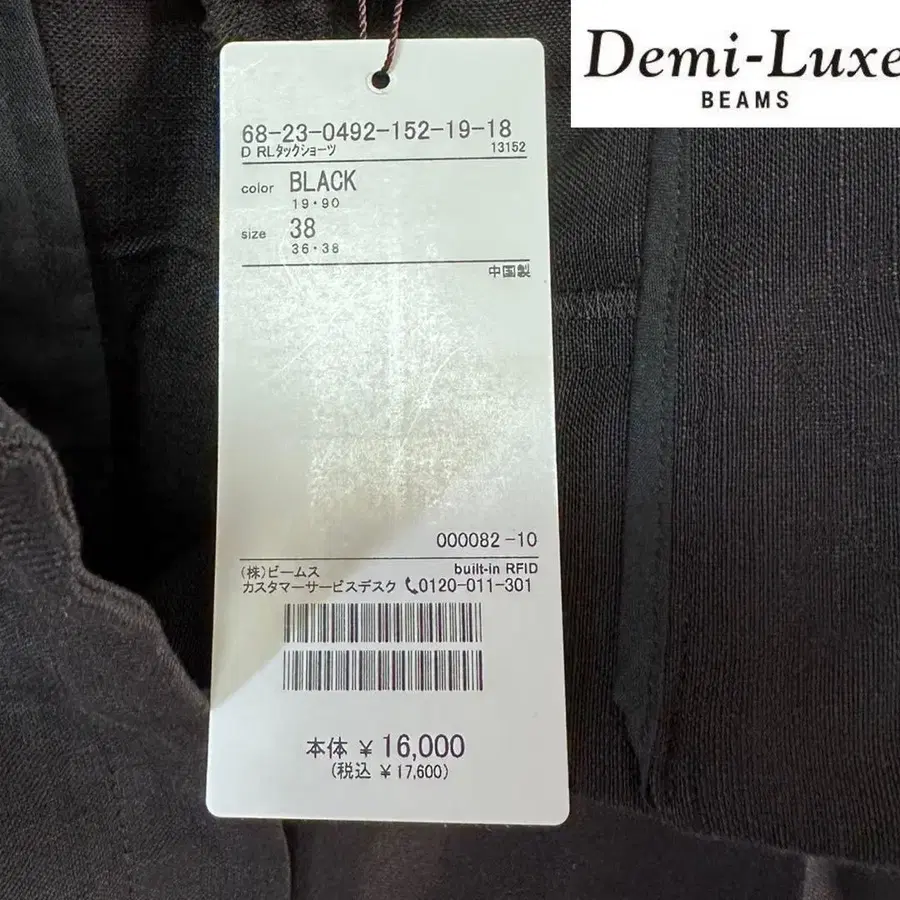 Demi-Luxe
BEAMS
68-23-0492-152-19-18
D RLタックショーツ 13152
color BLACK
19・90
size 38
36・38
中国製
000082-10
(株)ビームス built-in RFID
カスタマーサービスデスク 0120-011-301
本体 ¥ 16,000
(税込 ¥ 17,600)